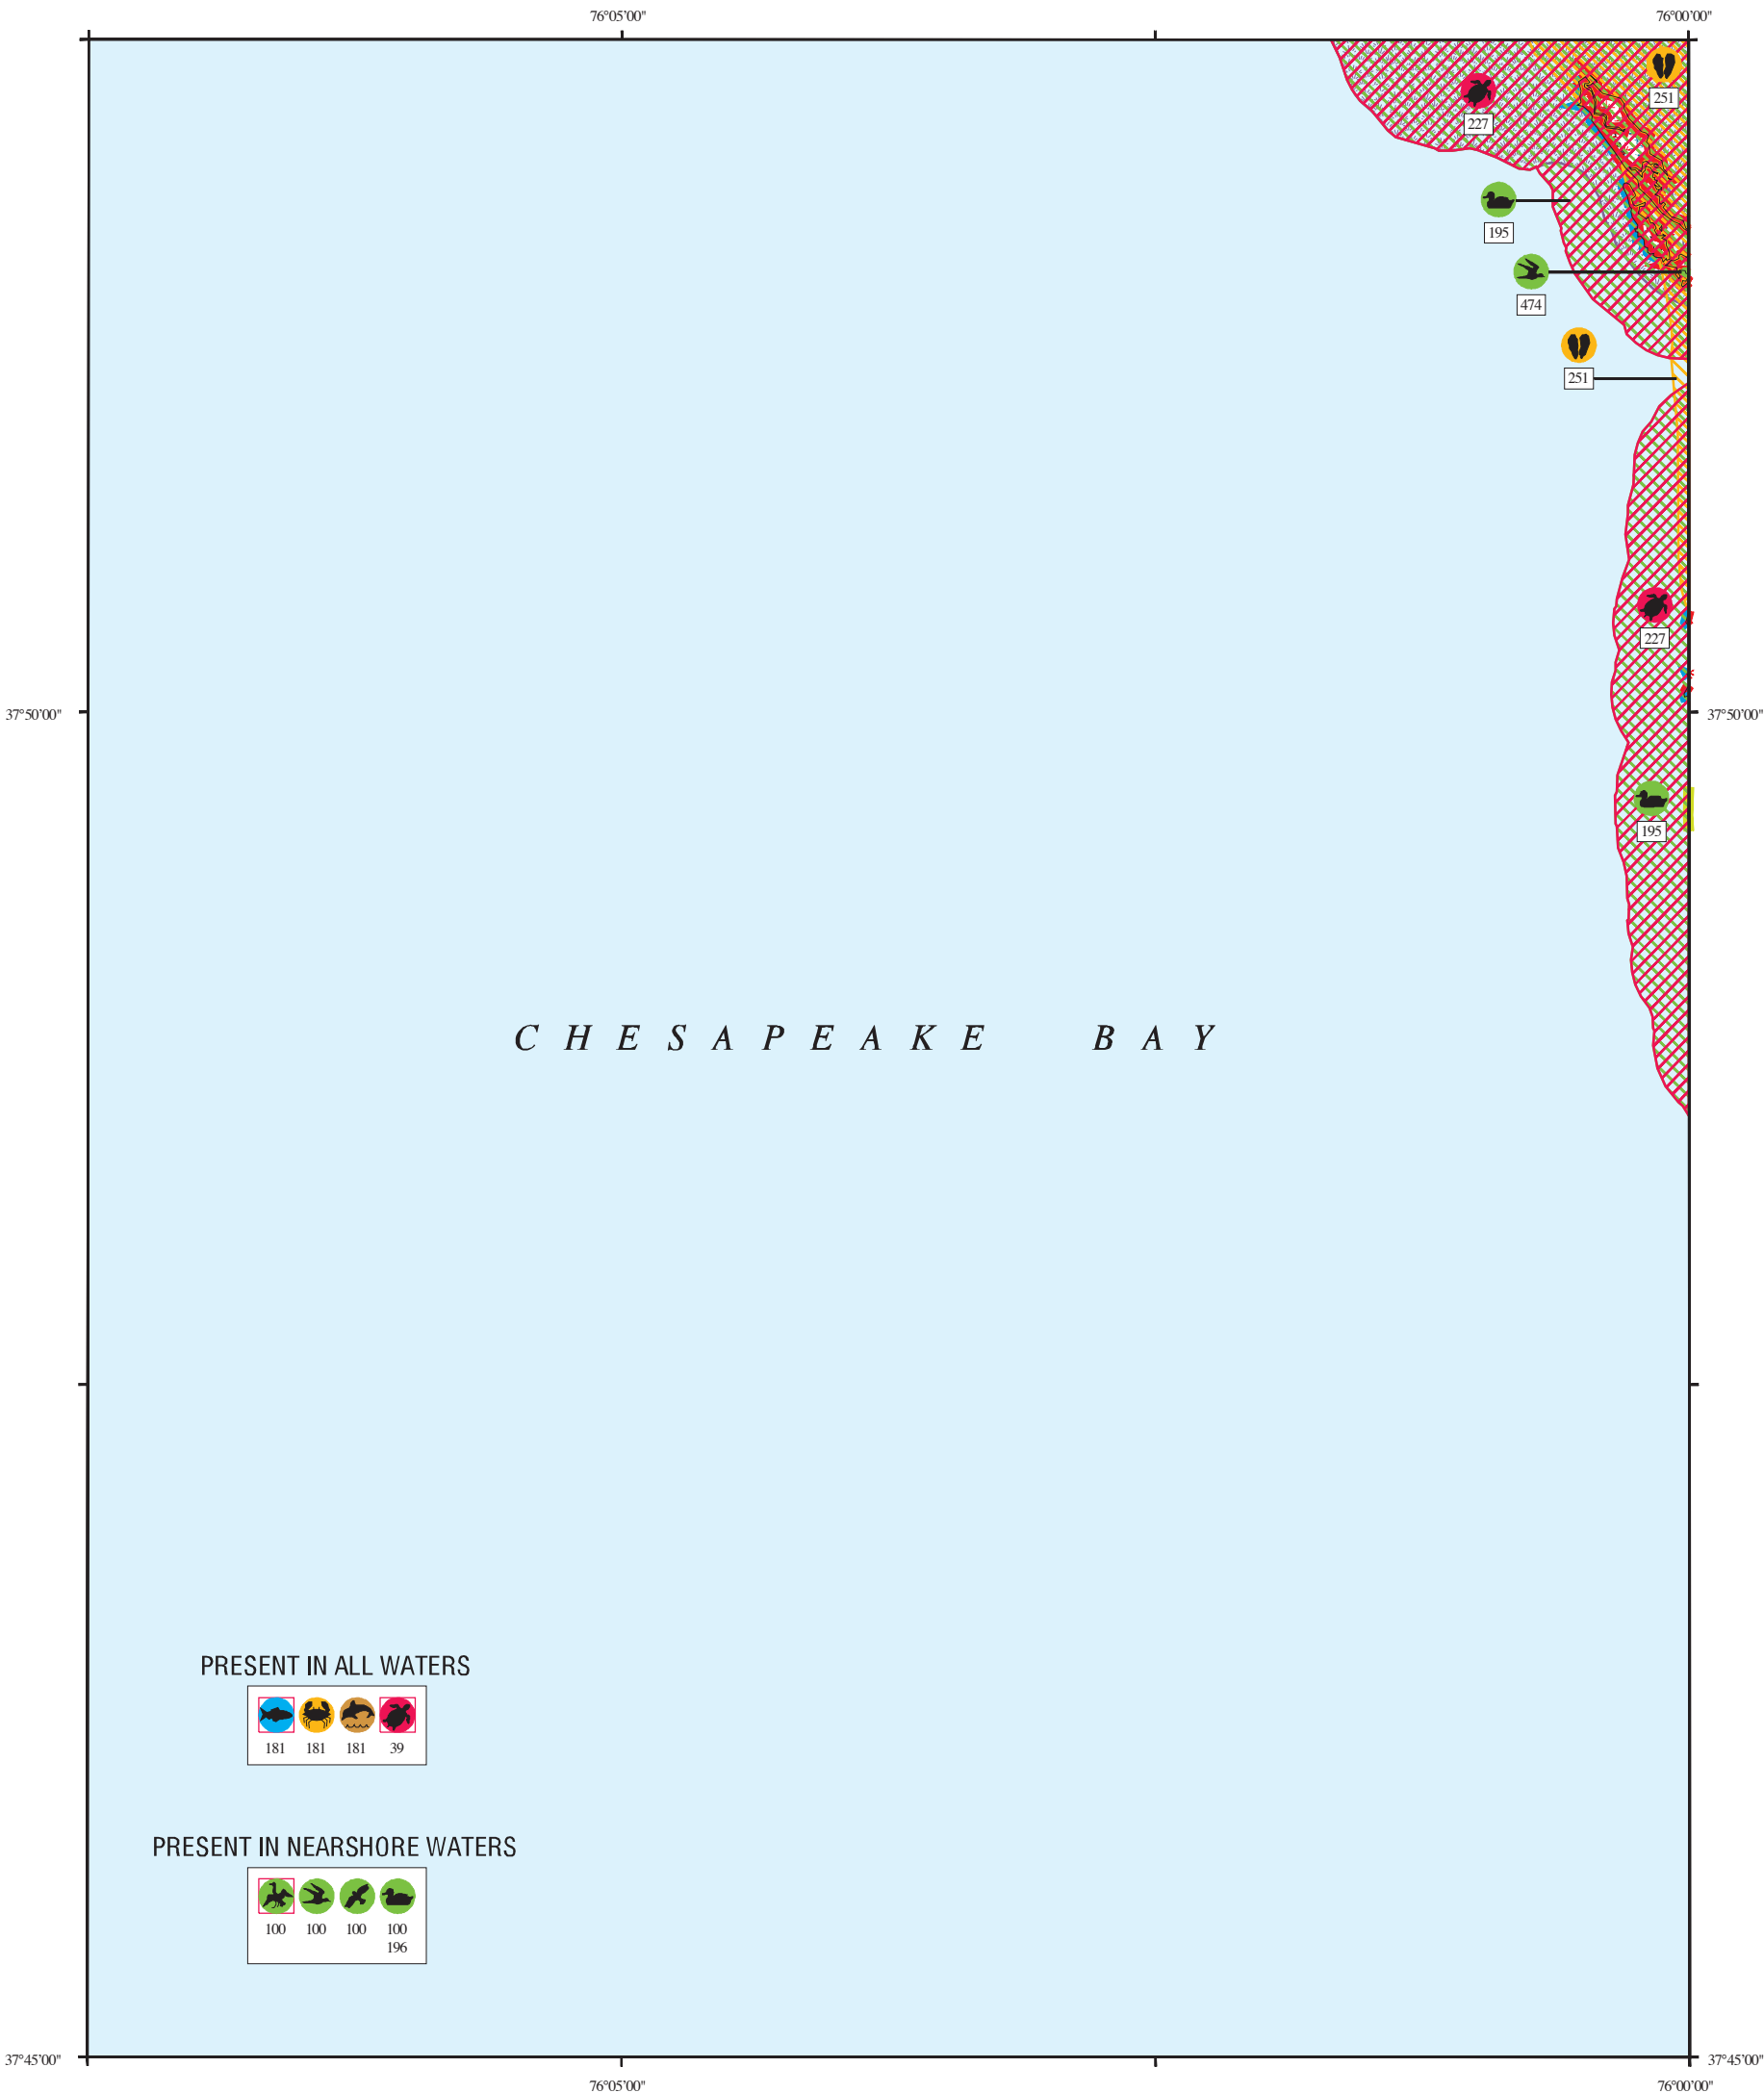 76°05'00" 76°00'00"
251
227
195
474
251
227
37°50'00" 37°50'00"
195
CHESAPEAKE BAY
PRESENT IN ALL WATERS
181 181 181 39
PRESENT IN NEARSHORE WATERS
100 100 100 100
196
37°45'00" 37°45'00"
76°05'00" 76°00'00"